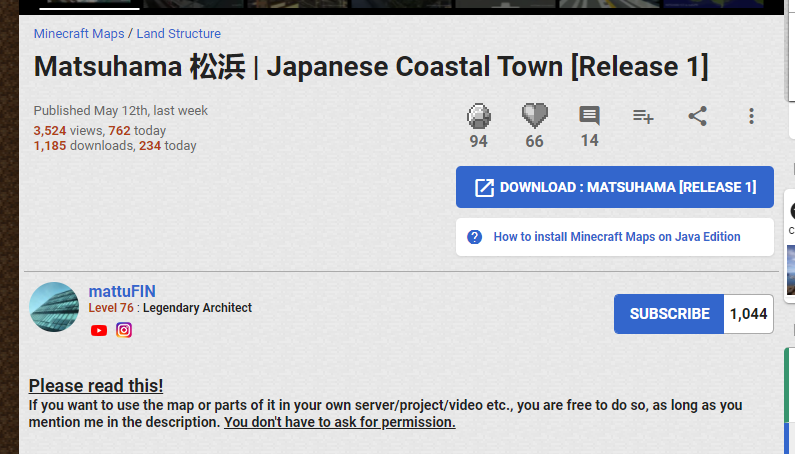 Minecraft Maps / Land Structure
Matsuhama 松浜 | Japanese Coastal Town [Release 1]
Published May 12th, last week
3,524 views, 762 today
1,185 downloads, 234 today
94
66
14
DOWNLOAD : MATSUHAMA [RELEASE 1]
How to install Minecraft Maps on Java Edition
mattuFIN
Level 76 : Legendary Architect
SUBSCRIBE 1,044
Please read this!
If you want to use the map or parts of it in your own server/project/video etc., you are free to do so, as long as you
mention me in the description. You don't have to ask for permission.